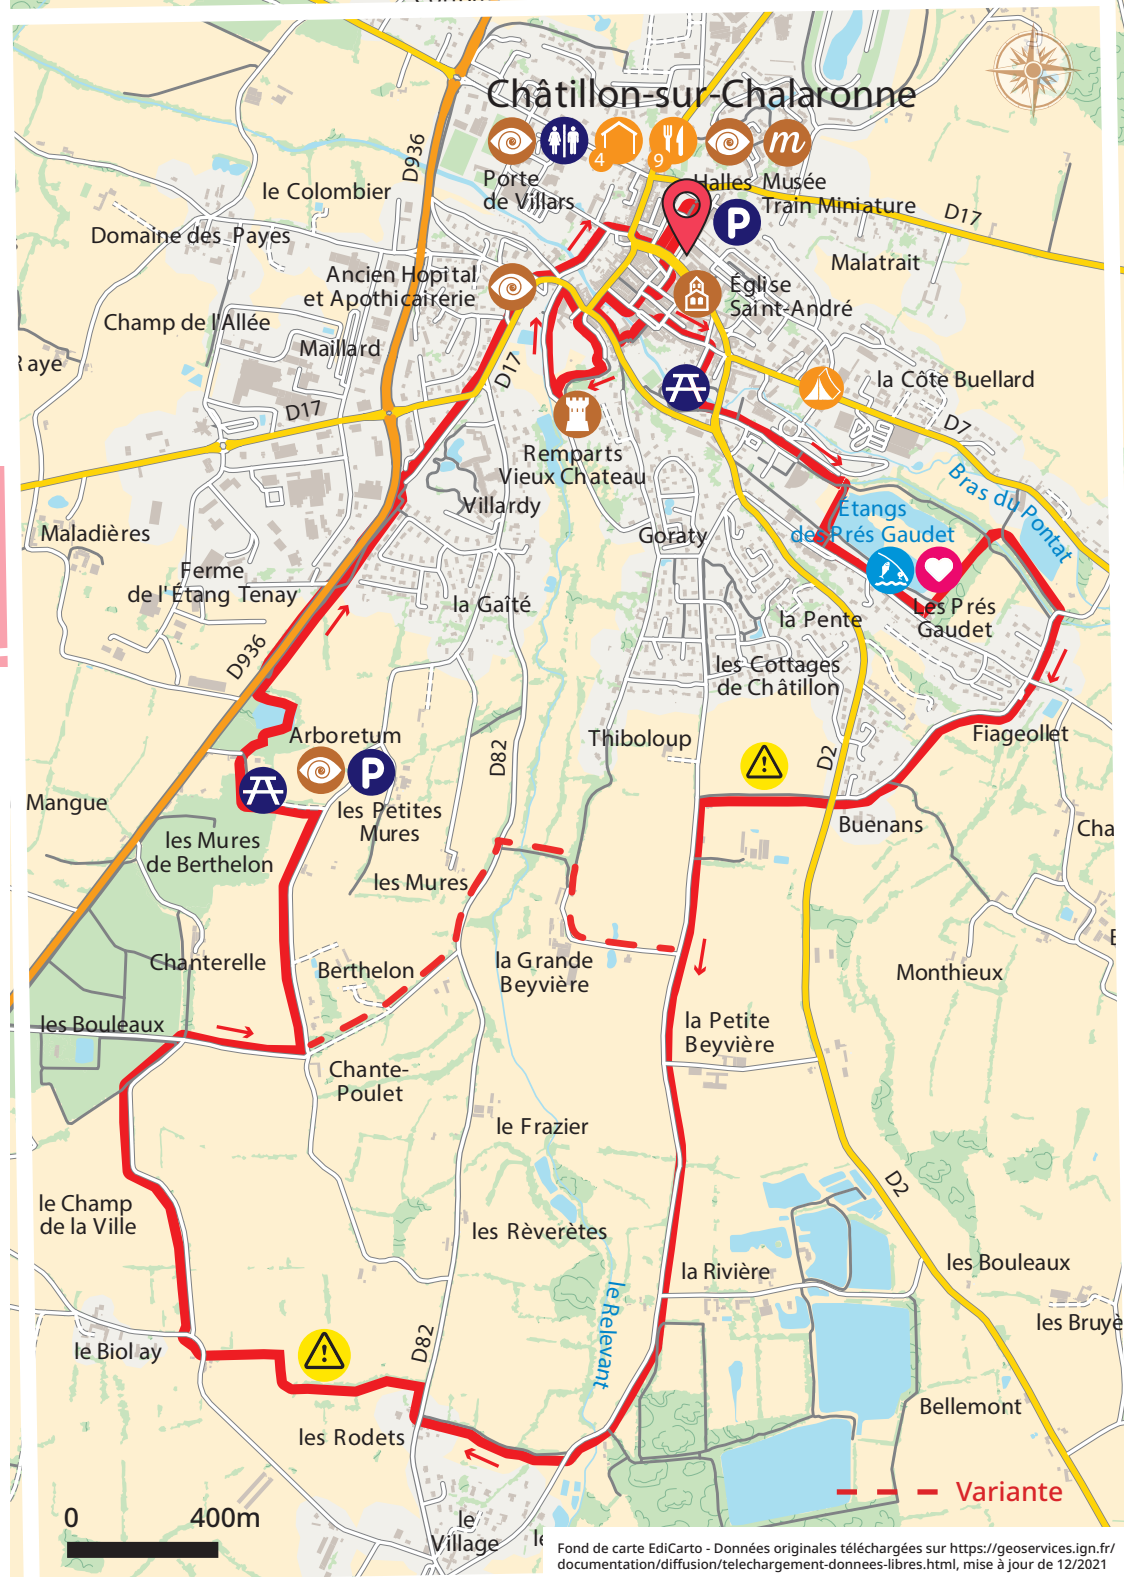 Châtillon-sur-Chalaronne
4
9
m
Porte
de Villars
Halles
Musée
Train Miniature
P
D936
le Colombier
D17
Domaine des Payes
Malatrait
Ancien Hopital
et Apothicairerie
Église
Saint-André
Champ de l'Allée
Maillard
Raye
D17
D17
la Côte Buellard
D7
Remparts
Vieux Chateau
Bras du Pontat
Villardy
Étangs
des Prés Gaudet
Maladières
Goraty
Ferme
de l'Étang Tenay
la Gaîté
la Pente
Les Prés
Gaudet
D936
les Cottages
de Châtillon
Arboretum
P
D82
Thiboloup
D2
Fiageollet
Mangue
les Petites
Mures
Buenans
Cha
les Mures
de Berthelon
les Mures
Chanterelle
Berthelon
la Grande
Beyvière
Monthieux
les Bouleaux
la Petite
Beyvière
Chante-
Poulet
le Frazier
le Champ
de la Ville
les Rèverètes
D2
la Rivière
les Bouleaux
le Relevant
les Bruyè
le Biolay
D82
Bellemont
les Rodets
Variante
0 400m
le
Village
Fond de carte EdiCarto - Données originales téléchargées sur https://geoservices.ign.fr/
documentation/diffusion/telechargement-donnees-libres.html, mise à jour de 12/2021